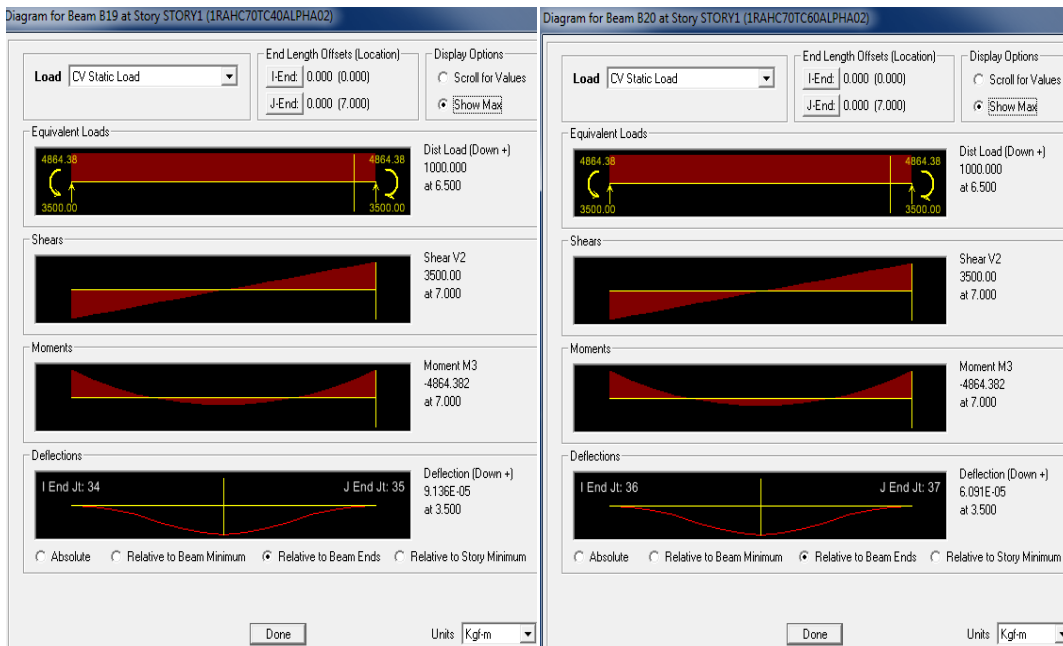 Diagram for Beam B19 at Story STORY1 (1RAHC70TC40ALPHA02)
Load CV Static Load
End Length Offsets (Location)
I-End: 0.000 (0.000)
J-End: 0.000 (7.000)
Display Options
Scroll for Values
Show Max
Equivalent Loads
4864.38 4864.38
3500.00 3500.00
Dist Load (Down +)
1000.000
at 6.500
Shears
Shear V2
3500.00
at 7.000
Moments
Moment M3
-4864.382
at 7.000
Deflections
I End Jt: 34 J End Jt: 35
Deflection (Down +)
9.136E-05
at 3.500
Absolute Relative to Beam Minimum Relative to Beam Ends Relative to Story Minimum
Done Units Kgf-m
Diagram for Beam B20 at Story STORY1 (1RAHC70TC60ALPHA02)
Load CV Static Load
End Length Offsets (Location)
I-End: 0.000 (0.000)
J-End: 0.000 (7.000)
Display Options
Scroll for Values
Show Max
Equivalent Loads
4864.38 4864.38
3500.00 3500.00
Dist Load (Down +)
1000.000
at 6.500
Shears
Shear V2
3500.00
at 7.000
Moments
Moment M3
-4864.382
at 7.000
Deflections
I End Jt: 36 J End Jt: 37
Deflection (Down +)
6.091E-05
at 3.500
Absolute Relative to Beam Minimum Relative to Beam Ends Relative to Story Minimum
Done Units Kgf-m